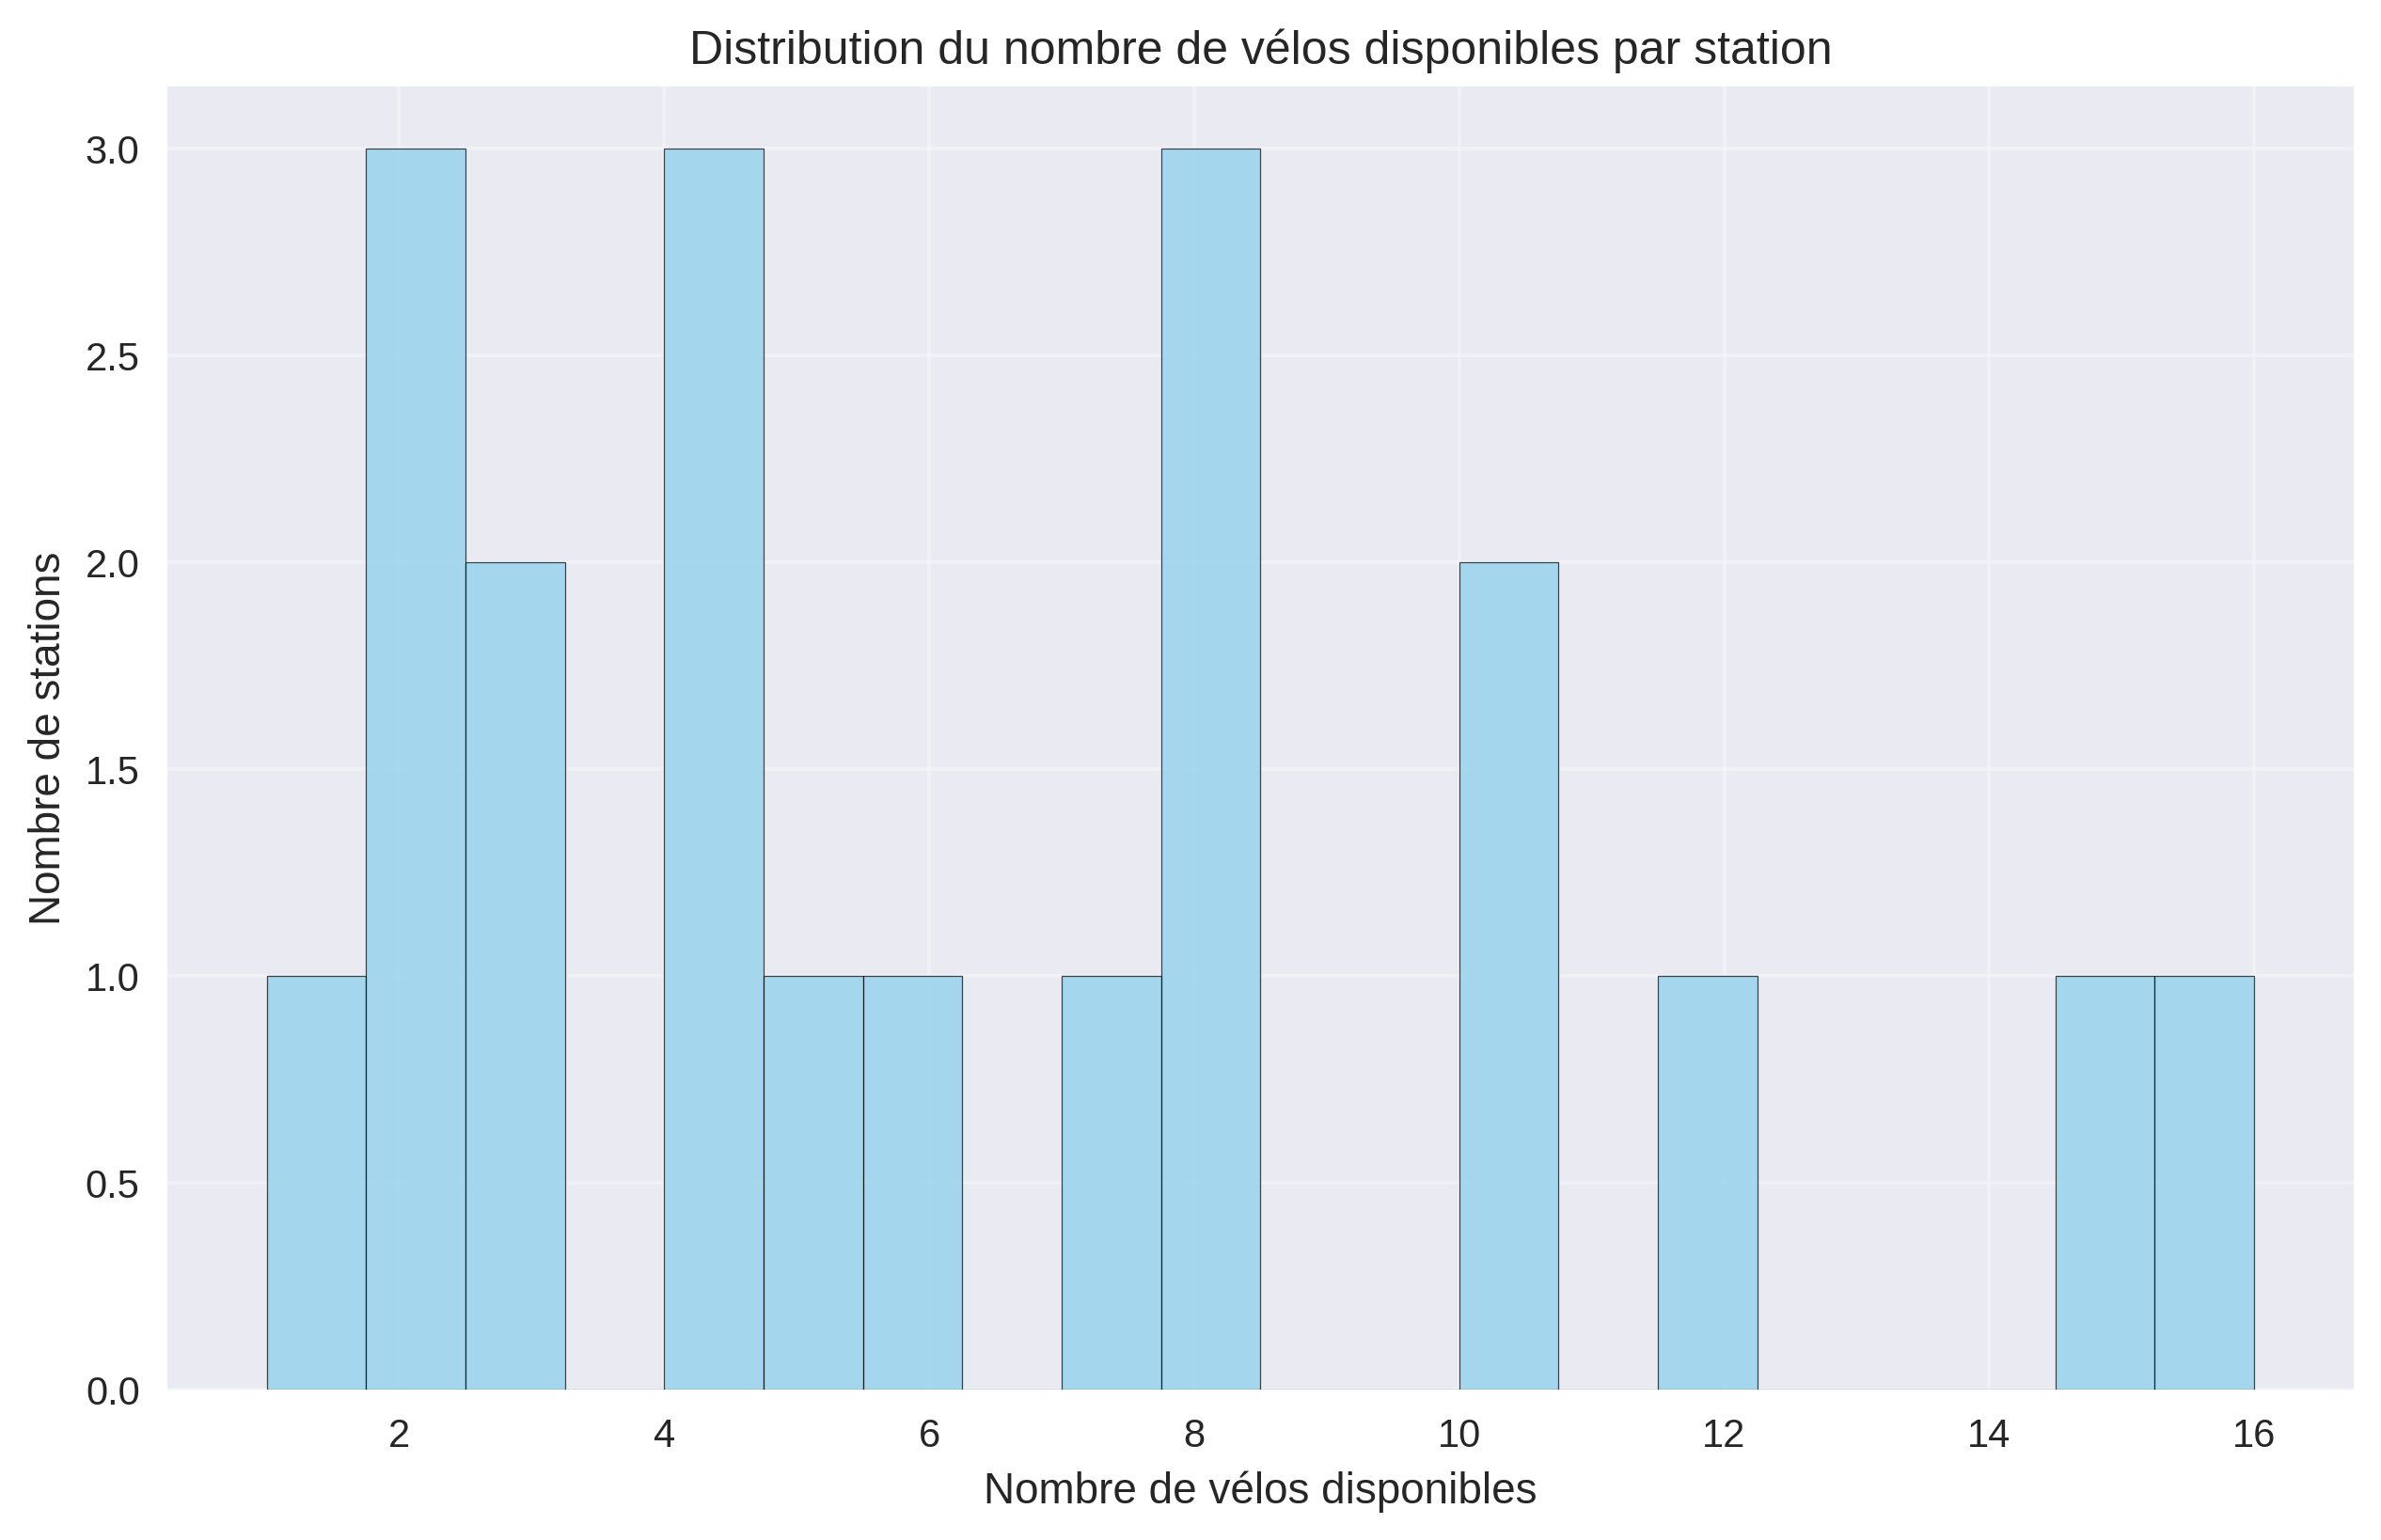 Distribution du nombre de vélos disponibles par station
Nombre de stations
3.0
2.5
2.0
1.5
1.0
0.5
0.0
2 4 6 8 10 12 14 16
Nombre de vélos disponibles